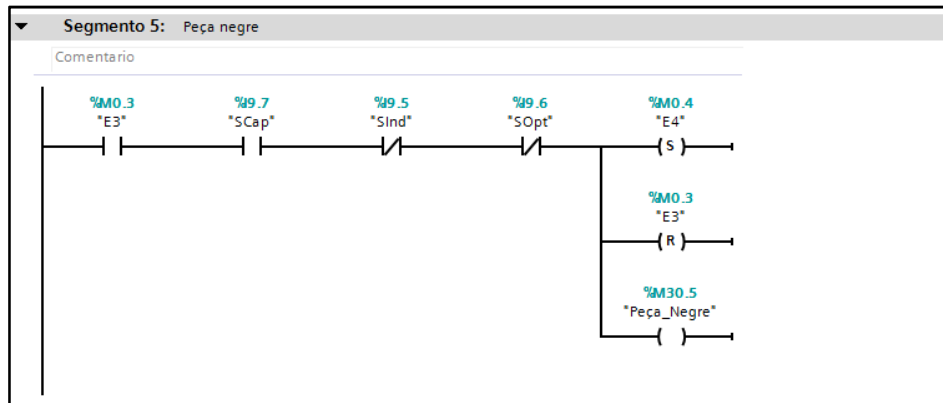 Segmento 5: Peça negre
Comentario
%M0.3 %I9.7 %I9.5 %I9.6 %M0.4
"E3" "SCap" "SInd" "SOpt" "E4"
S
%M0.3
"E3"
R
%M30.5
"Peça_Negre"